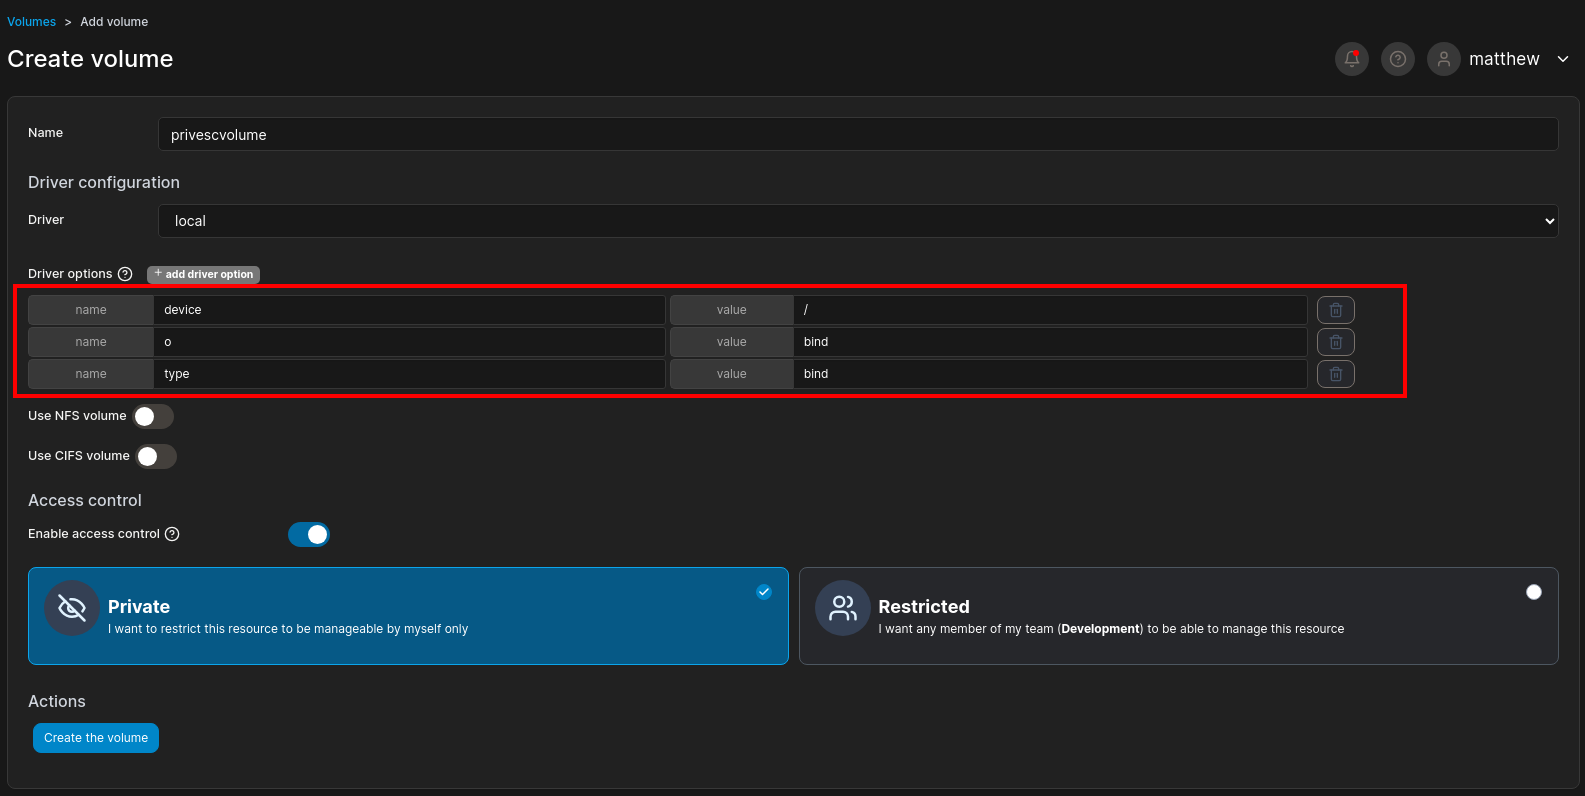 Volumes > Add volume
Create volume
matthew
Name privescvolume
Driver configuration
Driver local
Driver options + add driver option
name device value /
name o value bind
name type value bind
Use NFS volume
Use CIFS volume
Access control
Enable access control
Private
I want to restrict this resource to be manageable by myself only
Restricted
I want any member of my team (Development) to be able to manage this resource
Actions
Create the volume